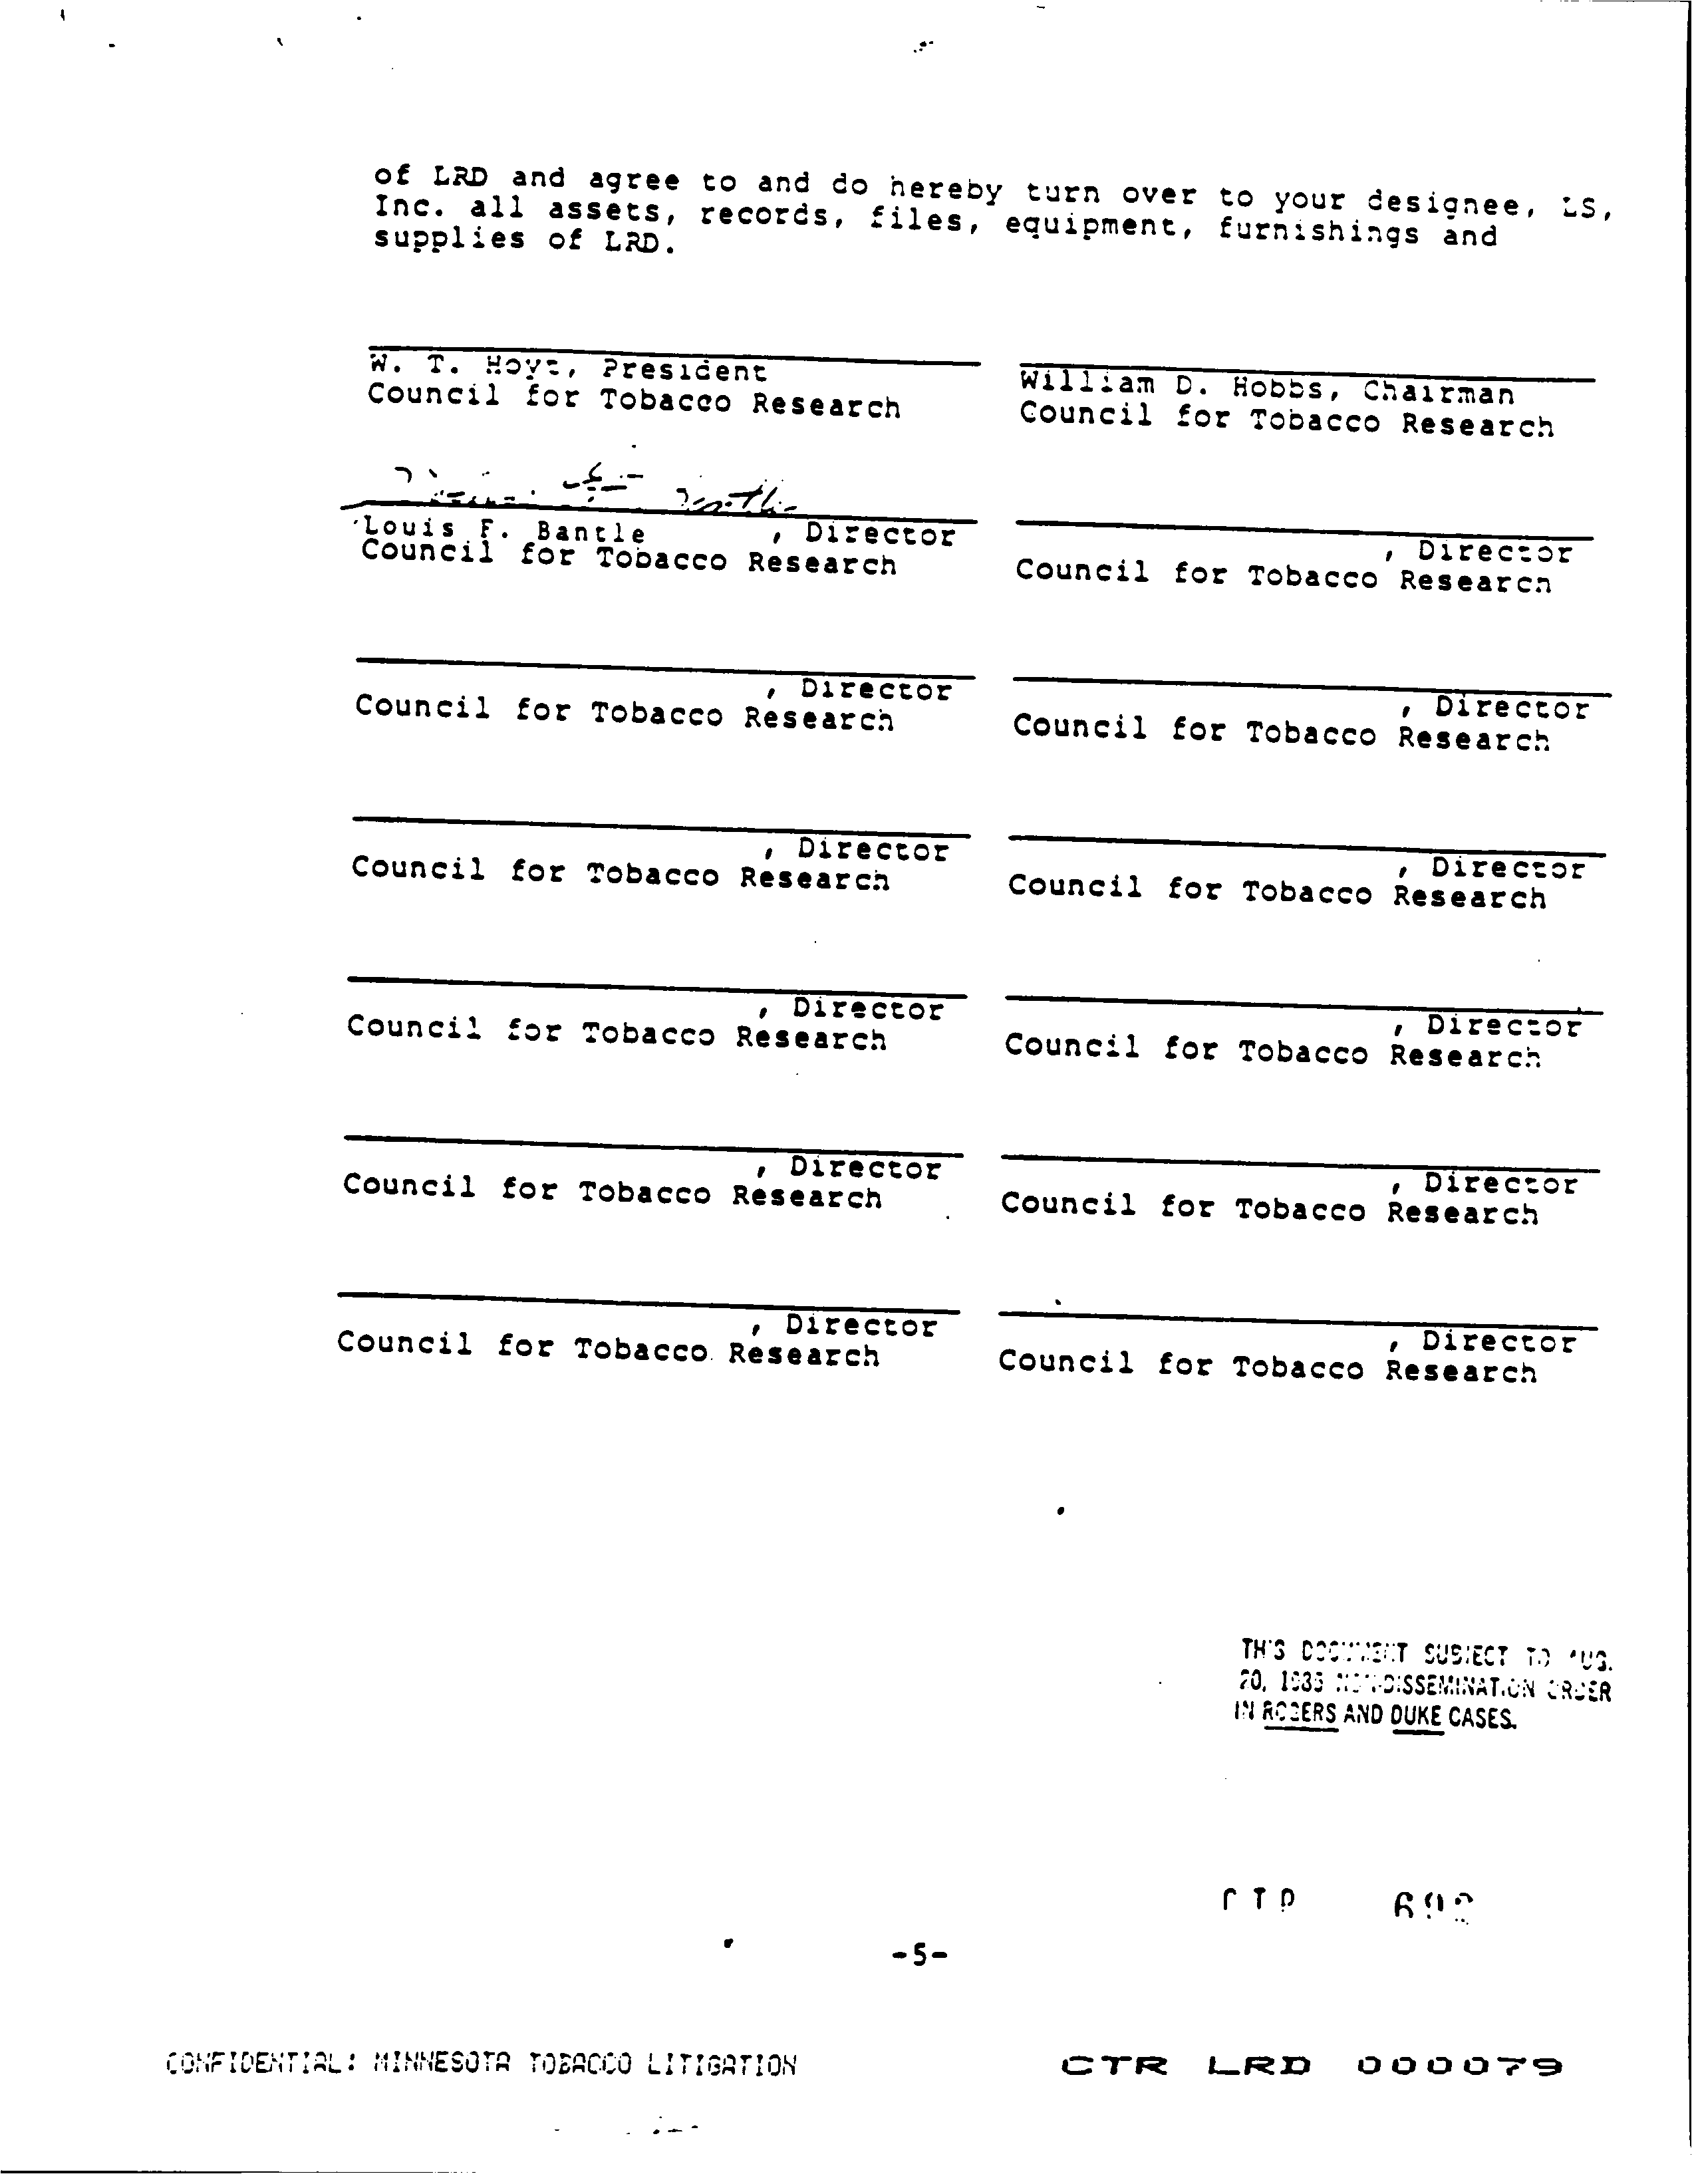 of LRD and agree to and do hereby turn over to your designee, LS,
Inc. all assets, records, files, equipment, furnishings and
supplies of LRD.
W. T. Hoyt, President
Council for Tobacco Research
William D. Hobbs, Chairman
Council for Tobacco Research
Louis F. Bantle , Director
Council for Tobacco Research
, Director
Council for Tobacco Research
, Director
Council for Tobacco Research
, Director
Council for Tobacco Research
, Director
Council for Tobacco Research
, Director
Council for Tobacco Research
, Director
Council for Tobacco Research
, Director
Council for Tobacco Research
, Director
Council for Tobacco Research
, Director
Council for Tobacco Research
, Director
Council for Tobacco Research
, Director
Council for Tobacco Research
THIS DOCUMENT SUBJECT TO AUG.
20, NON-DISSEMINATION ORDER
IN ROGERS AND DUKE CASES.
-5-
CONFIDENTIAL: MINNESOTA TOBACCO LITIGATION
CTR LRD 000079